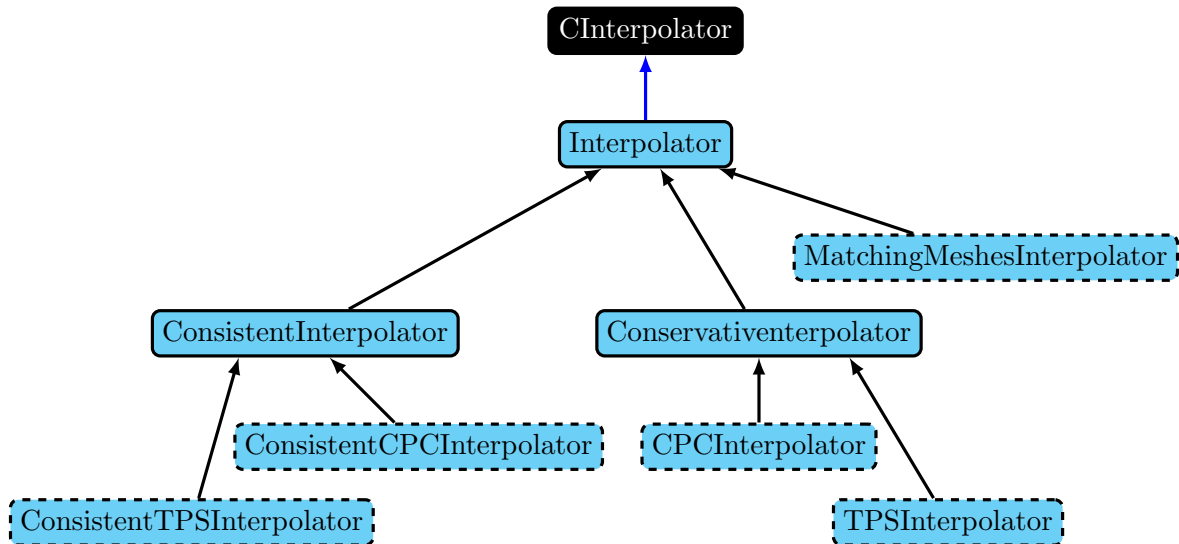 CInterpolator
Interpolator
MatchingMeshesInterpolator
ConsistentInterpolator
Conservativenterpolator
ConsistentCPCInterpolator
CPCInterpolator
ConsistentTPSInterpolator
TPSInterpolator